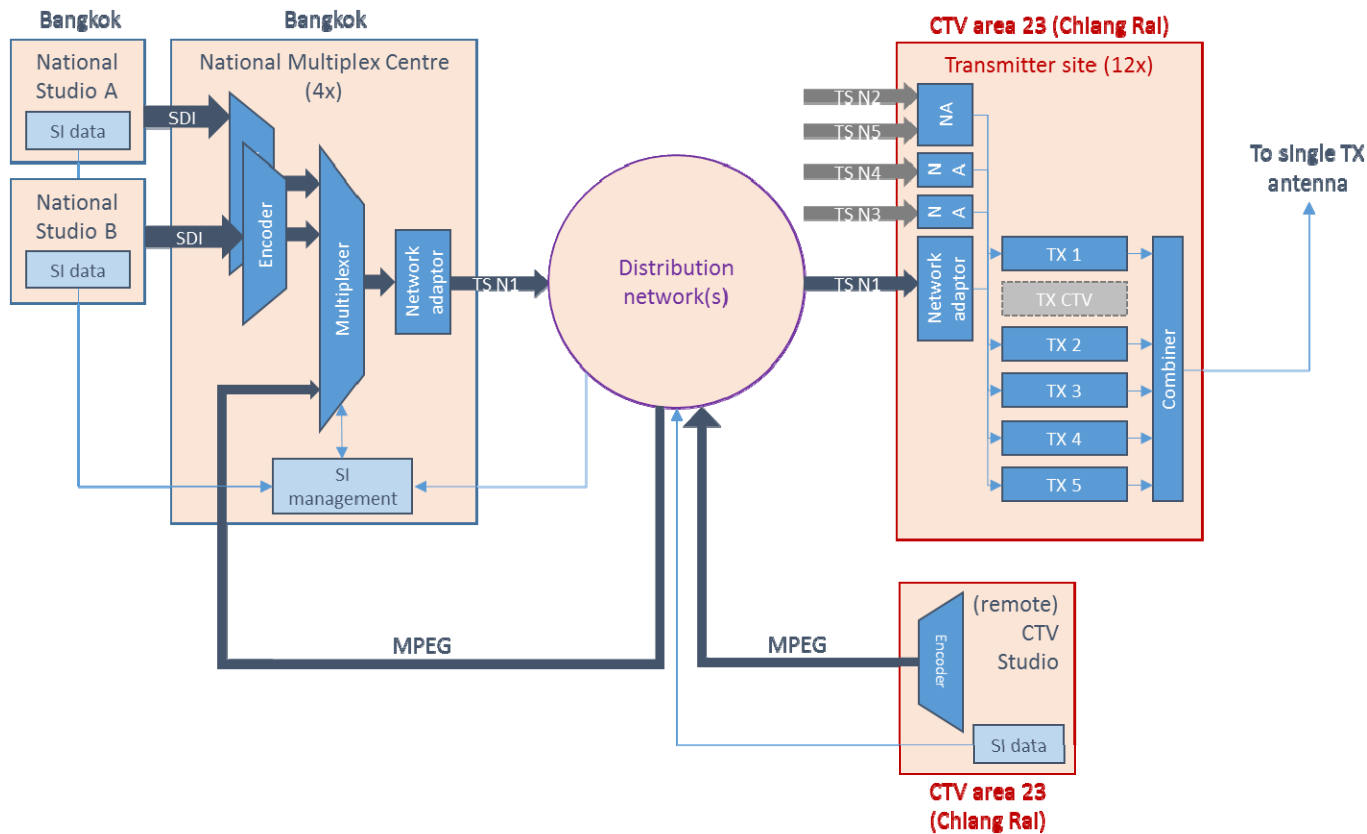 Bangkok
National
Studio A
SI data
National
Studio B
SI data
SDI
SDI
Bangkok
National Multiplex Centre
(4x)
Encoder
Multiplexer
Network
adaptor
SI
management
TS N1
Distribution
network(s)
MPEG
MPEG
CTV area 23 (Chiang Rai)
Transmitter site (12x)
TS N2
TS N5
TS N4
TS N3
TS N1
NA
N
A
N
A
Network
adaptor
TX 1
TX CTV
TX 2
TX 3
TX 4
TX 5
Combiner
To single TX
antenna
(remote)
CTV
Studio
Encoder
SI data
CTV area 23
(Chiang Rai)